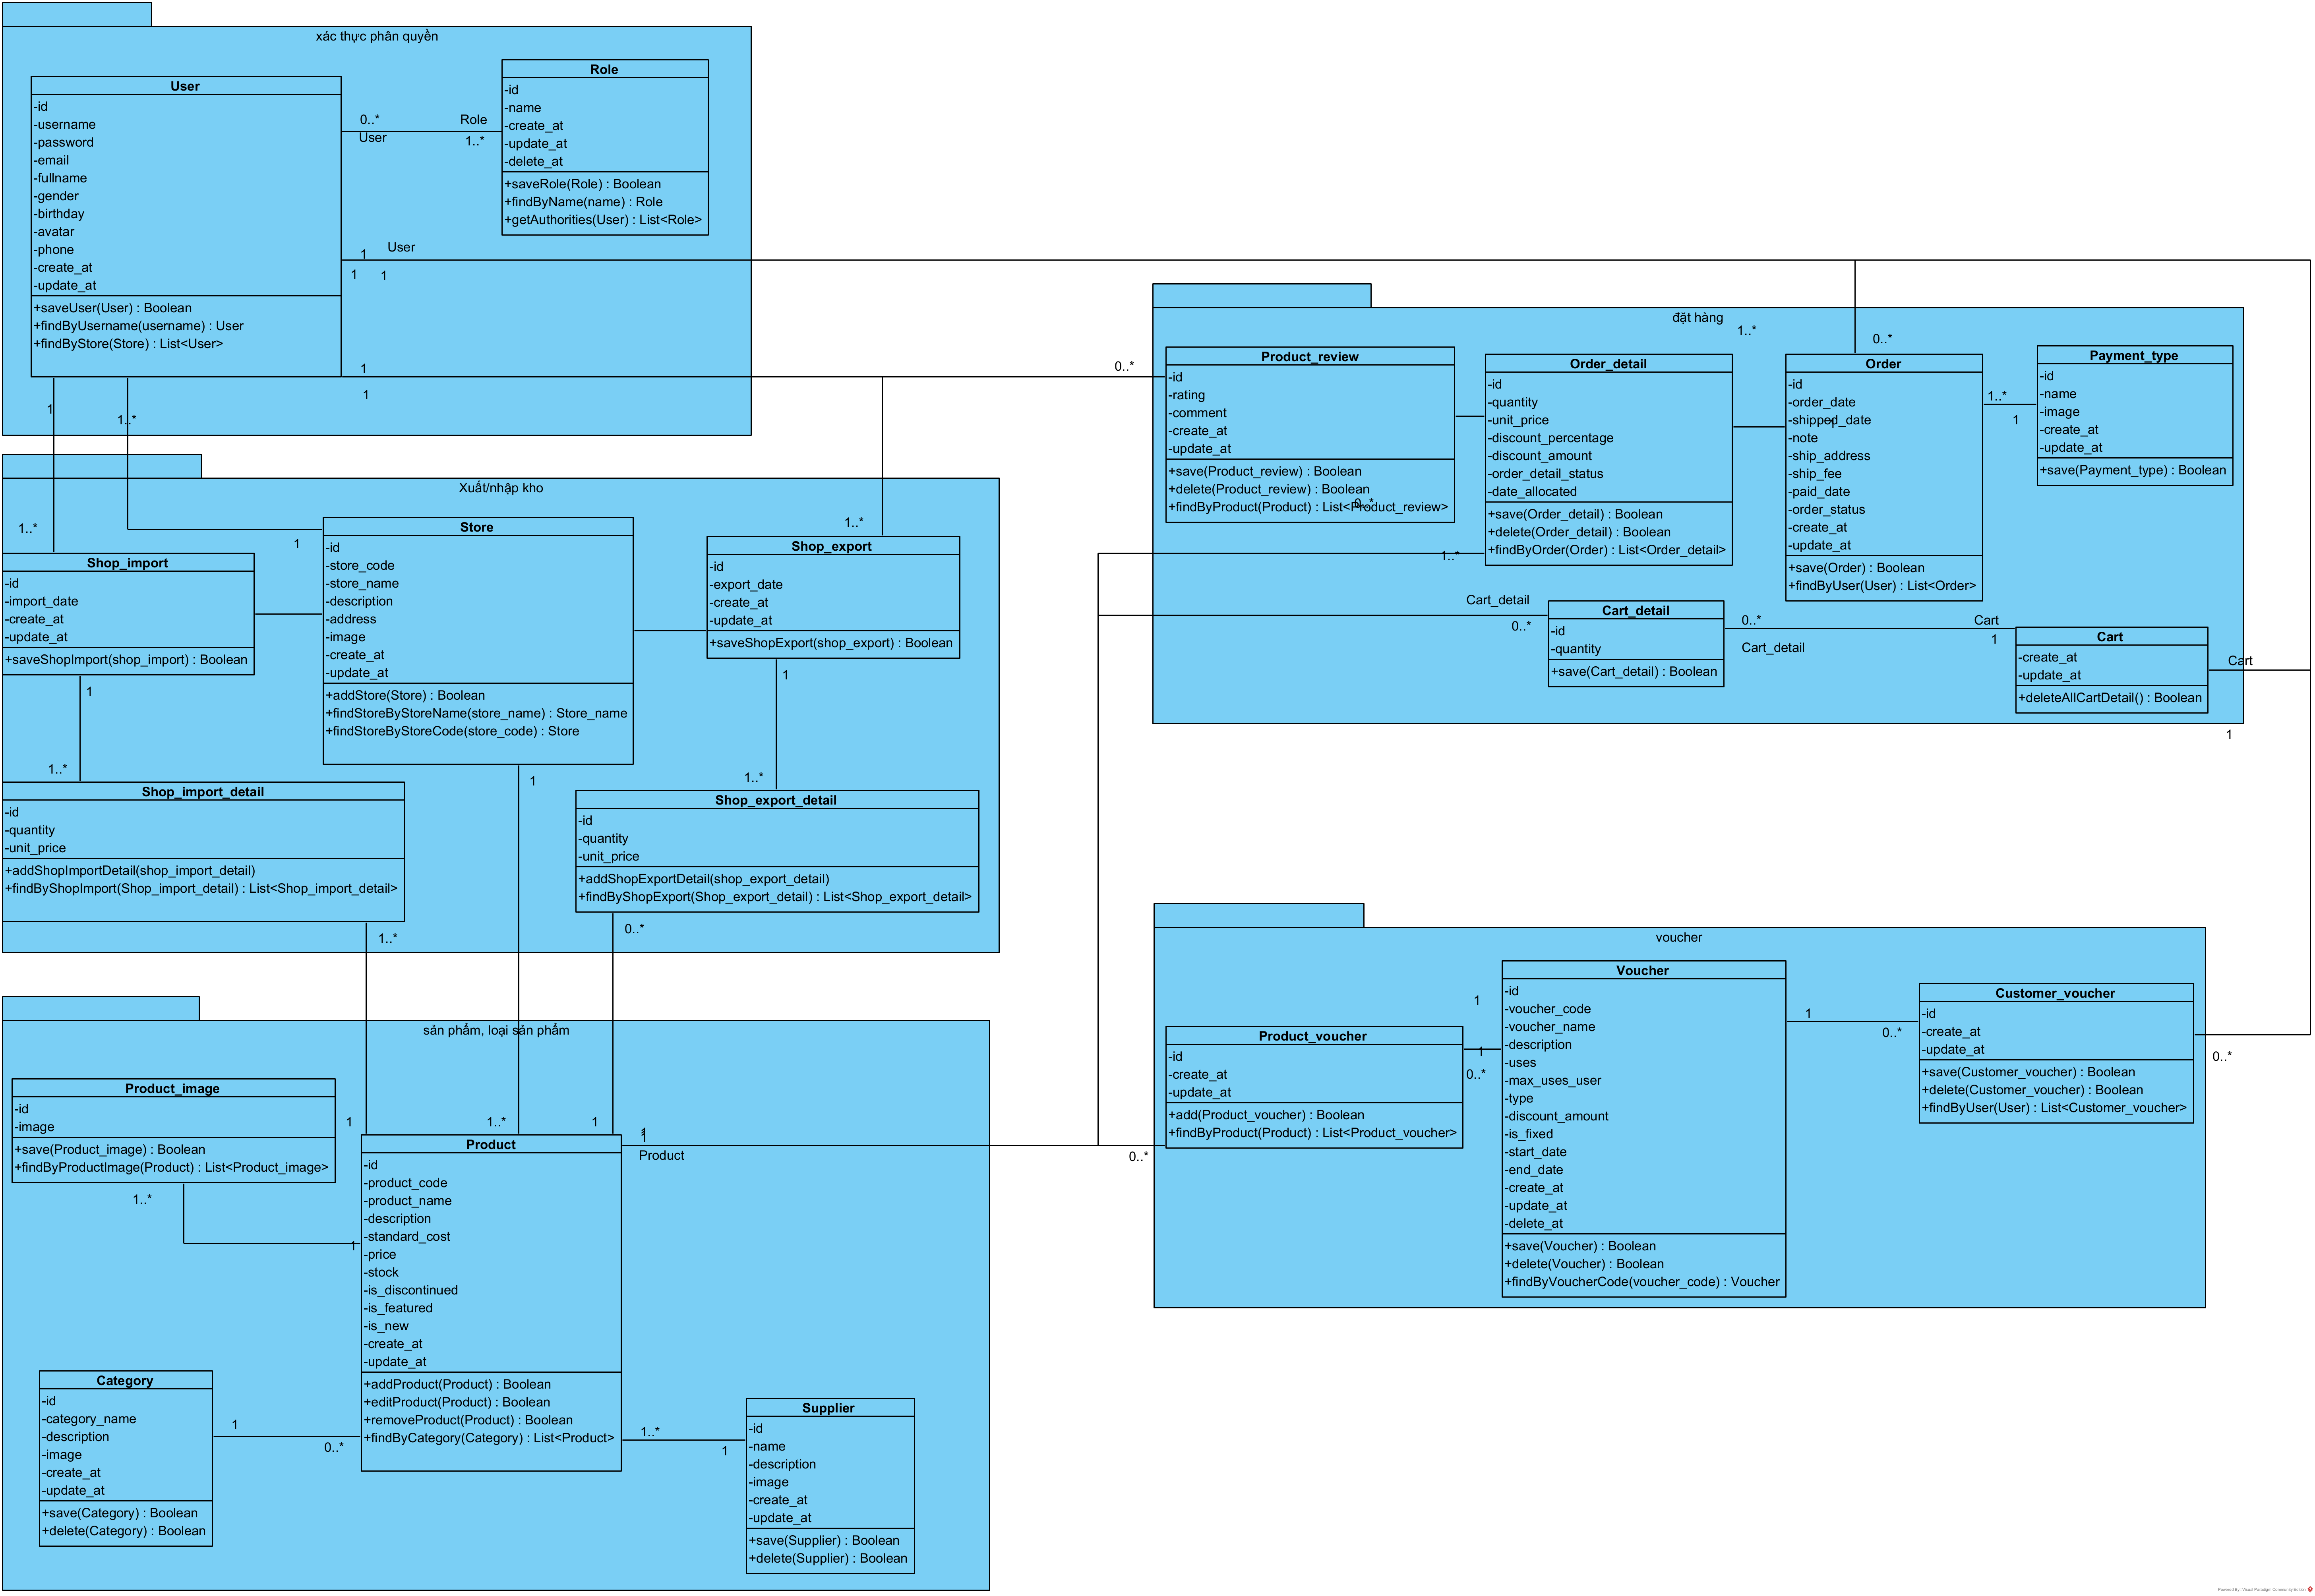 xác thực phân quyền
User
-id
-username
-password
-email
-fullname
-gender
-birthday
-avatar
-phone
-create_at
-update_at
+saveUser(User) : Boolean
+findByUsername(username) : User
+findByStore(Store) : List<User>
Role
-id
-name
-create_at
-update_at
-delete_at
+saveRole(Role) : Boolean
+findByName(name) : Role
+getAuthorities(User) : List<Role>
0..*
User
Role
1..*
1
User
1
1
1
1
1
1..*
0..*
Xuất/nhập kho
1..*
1
1..*
Shop_import
-id
-import_date
-create_at
-update_at
+saveShopImport(shop_import) : Boolean
Store
-id
-store_code
-store_name
-description
-address
-image
-create_at
-update_at
+addStore(Store) : Boolean
+findStoreByStoreName(store_name) : Store_name
+findStoreByStoreCode(store_code) : Store
Shop_export
-id
-export_date
-create_at
-update_at
+saveShopExport(shop_export) : Boolean
1
1..*
1
1
1..*
Shop_import_detail
-id
-quantity
-unit_price
+addShopImportDetail(shop_import_detail)
+findByShopImport(Shop_import_detail) : List<Shop_import_detail>
Shop_export_detail
-id
-quantity
-unit_price
+addShopExportDetail(shop_export_detail)
+findByShopExport(Shop_export_detail) : List<Shop_export_detail>
1..*
0..*
sản phẩm, loại sản phẩm
Product_image
-id
-image
+save(Product_image) : Boolean
+findByProductImage(Product) : List<Product_image>
1..*
1
1
1..*
1
1
1
Product
Product
-id
-product_code
-product_name
-description
-standard_cost
-price
-stock
-is_discontinued
-is_featured
-is_new
-create_at
-update_at
+addProduct(Product) : Boolean
+editProduct(Product) : Boolean
+removeProduct(Product) : Boolean
+findByCategory(Category) : List<Product>
Category
-id
-category_name
-description
-image
-create_at
-update_at
+save(Category) : Boolean
+delete(Category) : Boolean
1
0..*
1..*
1
Supplier
-id
-name
-description
-image
-create_at
-update_at
+save(Supplier) : Boolean
+delete(Supplier) : Boolean
đặt hàng
1..*
0..*
Product_review
-id
-rating
-comment
-create_at
-update_at
+save(Product_review) : Boolean
+delete(Product_review) : Boolean
+findByProduct(Product) : List<Product_review>
0..*
Order_detail
-id
-quantity
-unit_price
-discount_percentage
-discount_amount
-order_detail_status
-date_allocated
+save(Order_detail) : Boolean
+delete(Order_detail) : Boolean
+findByOrder(Order) : List<Order_detail>
1..*
Order
-id
-order_date
-shipped_date
-note
-ship_address
-ship_fee
-paid_date
-order_status
-create_at
-update_at
+save(Order) : Boolean
+findByUser(User) : List<Order>
1..*
1
Payment_type
-id
-name
-image
-create_at
-update_at
+save(Payment_type) : Boolean
Cart_detail
0..*
Cart_detail
-id
-quantity
+save(Cart_detail) : Boolean
0..*
Cart_detail
Cart
1
Cart
-create_at
-update_at
+deleteAllCartDetail() : Boolean
Cart
1
voucher
Product_voucher
-id
-create_at
-update_at
+add(Product_voucher) : Boolean
+findByProduct(Product) : List<Product_voucher>
0..*
1
1
0..*
Voucher
-id
-voucher_code
-voucher_name
-description
-uses
-max_uses_user
-type
-discount_amount
-is_fixed
-start_date
-end_date
-create_at
-update_at
-delete_at
+save(Voucher) : Boolean
+delete(Voucher) : Boolean
+findByVoucherCode(voucher_code) : Voucher
1
0..*
Customer_voucher
-id
-create_at
-update_at
+save(Customer_voucher) : Boolean
+delete(Customer_voucher) : Boolean
+findByUser(User) : List<Customer_voucher>
0..*
Powered By: Visual Paradigm Community Edition